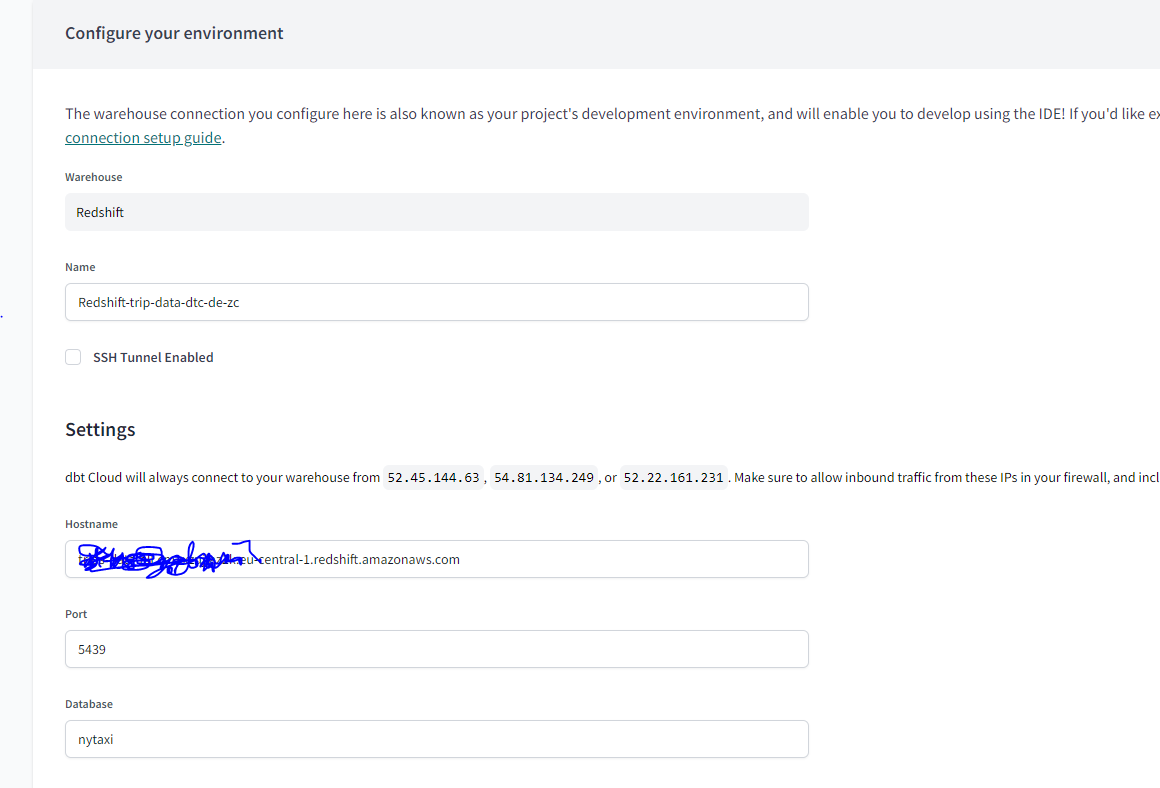 Configure your environment
The warehouse connection you configure here is also known as your project's development environment, and will enable you to develop using the IDE! If you'd like ex
connection setup guide.
Warehouse
Redshift
Name
Redshift-trip-data-dtc-de-zc
SSH Tunnel Enabled
Settings
dbt Cloud will always connect to your warehouse from 52.45.144.63, 54.81.134.249, or 52.22.161.231. Make sure to allow inbound traffic from these IPs in your firewall, and incl
Hostname
eu-central-1.redshift.amazonaws.com
Port
5439
Database
nytaxi